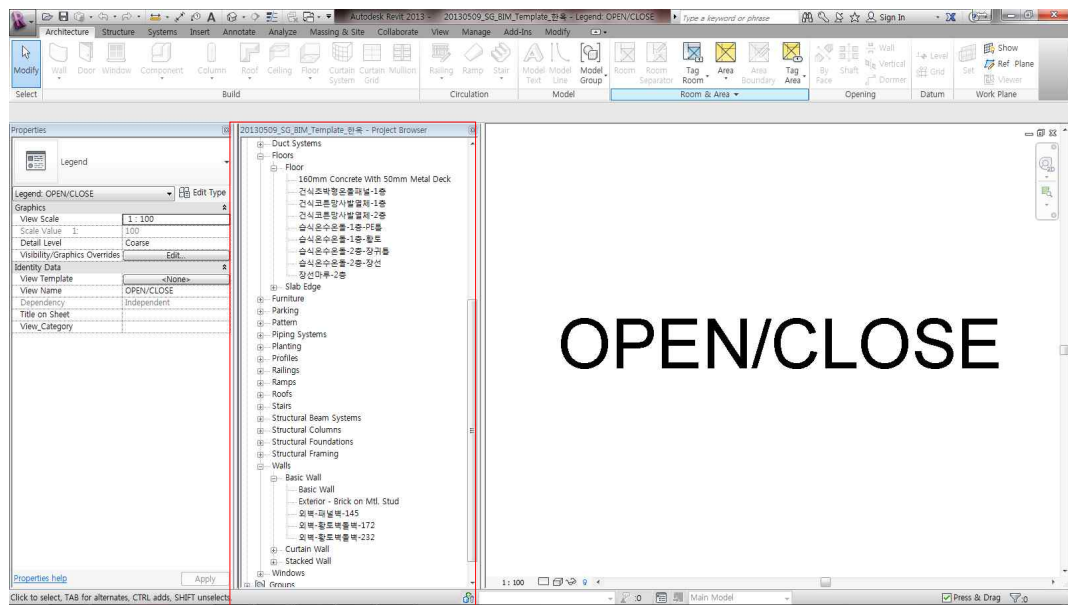 Autodesk Revit 2013 - 20130509_SG_BIM_Template_한옥 - Legend: OPEN/CLOSE
Type a keyword or phrase
Sign In
Architecture Structure Systems Insert Annotate Analyze Massing & Site Collaborate View Manage Add-Ins Modify
Modify Wall Door Window Component Column Roof Ceiling Floor Curtain System Curtain Grid Mullion Railing Ramp Stair Model Text Model Line Model Group Room Room Separator Tag Room Area Area Boundary Tag Area By Face Shaft Wall Vertical Dormer Level Grid Set Show Ref Plane Viewer
Select Build Circulation Model Room & Area Opening Datum Work Plane
Properties
Legend
Legend: OPEN/CLOSE Edit Type
Graphics
View Scale 1 : 100
Scale Value 1: 100
Detail Level Coarse
Visibility/Graphics Overrides Edit...
Identity Data
View Template <None>
View Name OPEN/CLOSE
Dependency Independent
Title on Sheet
View_Category
Properties help Apply
20130509_SG_BIM_Template_한옥 - Project Browser
Duct Systems
Floors
Floor
160mm Concrete With 50mm Metal Deck
건식초박형온돌패널-1층
건식코튼망사발열체-1층
건식코튼망사발열체-2층
습식온수온돌-1층-PE폼
습식온수온돌-1층-황토
습식온수온돌-2층-장귀틀
습식온수온돌-2층-장선
장선마루-2층
Slab Edge
Furniture
Parking
Pattern
Piping Systems
Planting
Profiles
Railings
Ramps
Roofs
Stairs
Structural Beam Systems
Structural Columns
Structural Foundations
Structural Framing
Walls
Basic Wall
Basic Wall
Exterior - Brick on Mtl. Stud
외벽-패널벽-145
외벽-황토벽돌벽-172
외벽-황토벽돌벽-232
Curtain Wall
Stacked Wall
Windows
Groups
OPEN/CLOSE
1 : 100
Click to select, TAB for alternates, CTRL adds, SHIFT unselects.
:0 Main Model Press & Drag :0